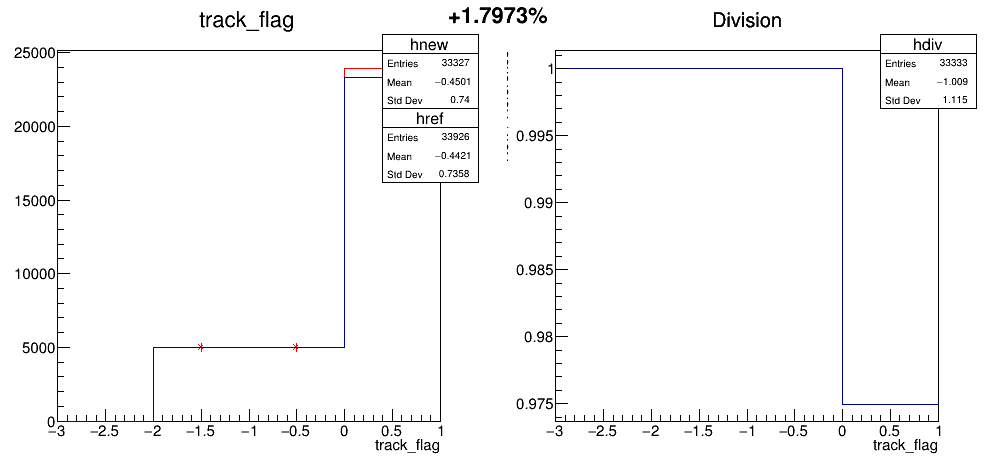 track_flag
+1.7973%
Division
hnew
Entries 33327
Mean −0.4501
Std Dev 0.74
href
Entries 33926
Mean −0.4421
Std Dev 0.7358
25000
20000
15000
10000
5000
0
−3 −2.5 −2 −1.5 −1 −0.5 0 0.5 1
track_flag
hdiv
Entries 33333
Mean −1.009
Std Dev 1.115
1
0.995
0.99
0.985
0.98
0.975
−3 −2.5 −2 −1.5 −1 −0.5 0 0.5 1
track_flag